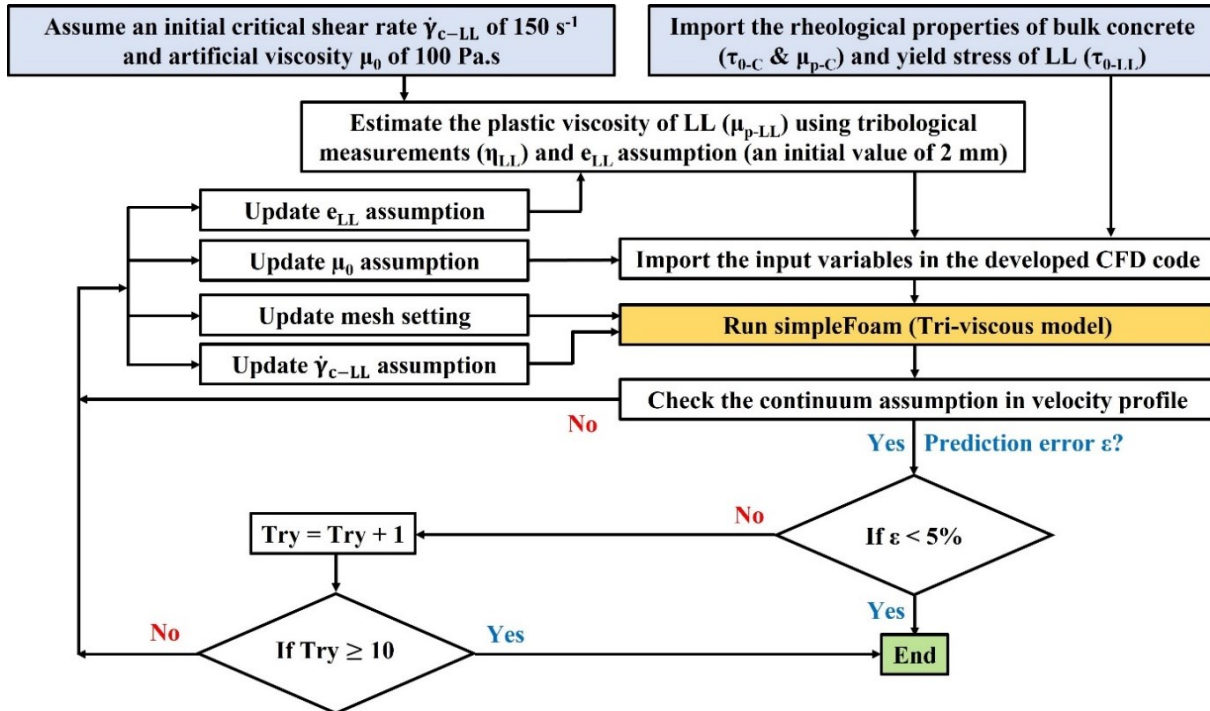 Assume an initial critical shear rate γ̇c−LL of 150 s⁻¹
and artificial viscosity μ₀ of 100 Pa.s
Import the rheological properties of bulk concrete
(τ0-C & μp-C) and yield stress of LL (τ0-LL)
Estimate the plastic viscosity of LL (μp-LL) using tribological
measurements (ηLL) and eLL assumption (an initial value of 2 mm)
Update eLL assumption
Update μ₀ assumption
Import the input variables in the developed CFD code
Update mesh setting
Run simpleFoam (Tri-viscous model)
Update γ̇c−LL assumption
Check the continuum assumption in velocity profile
No
Yes
Prediction error ε?
No
Try = Try + 1
If ε < 5%
No
If Try ≥ 10
Yes
Yes
End